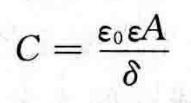 C = ε₀εA / δ